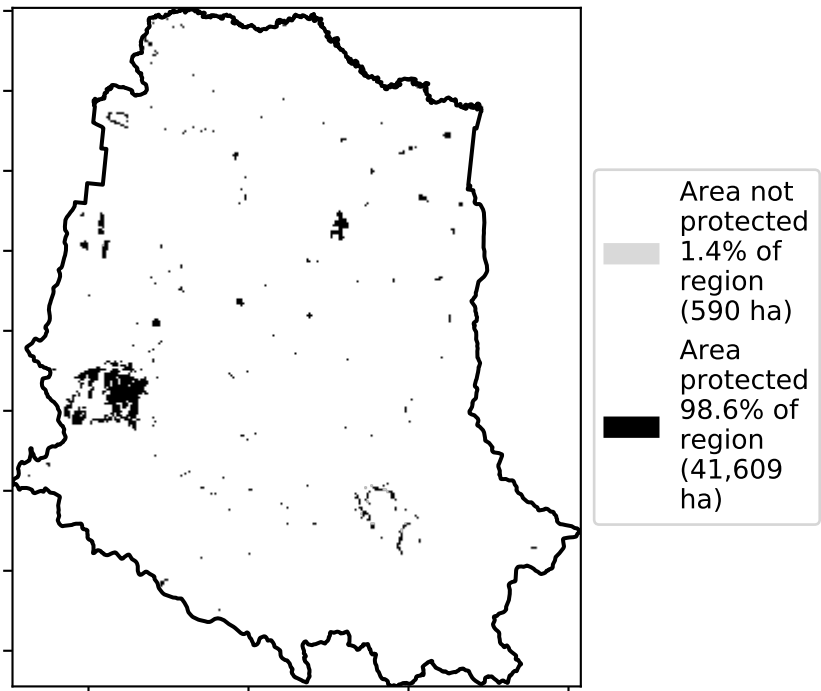 Area not
protected
1.4% of
region
(590 ha)
Area
protected
98.6% of
region
(41,609
ha)